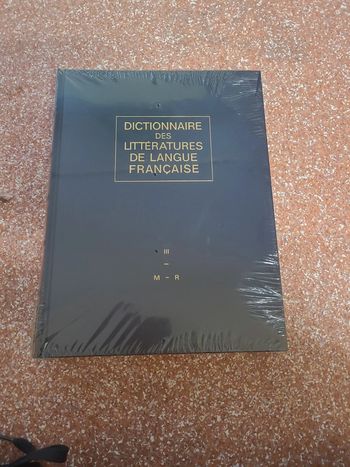 DICTIONNAIRE
DES
LITTÉRATURES
DE LANGUE
FRANÇAISE
III
–
M – R